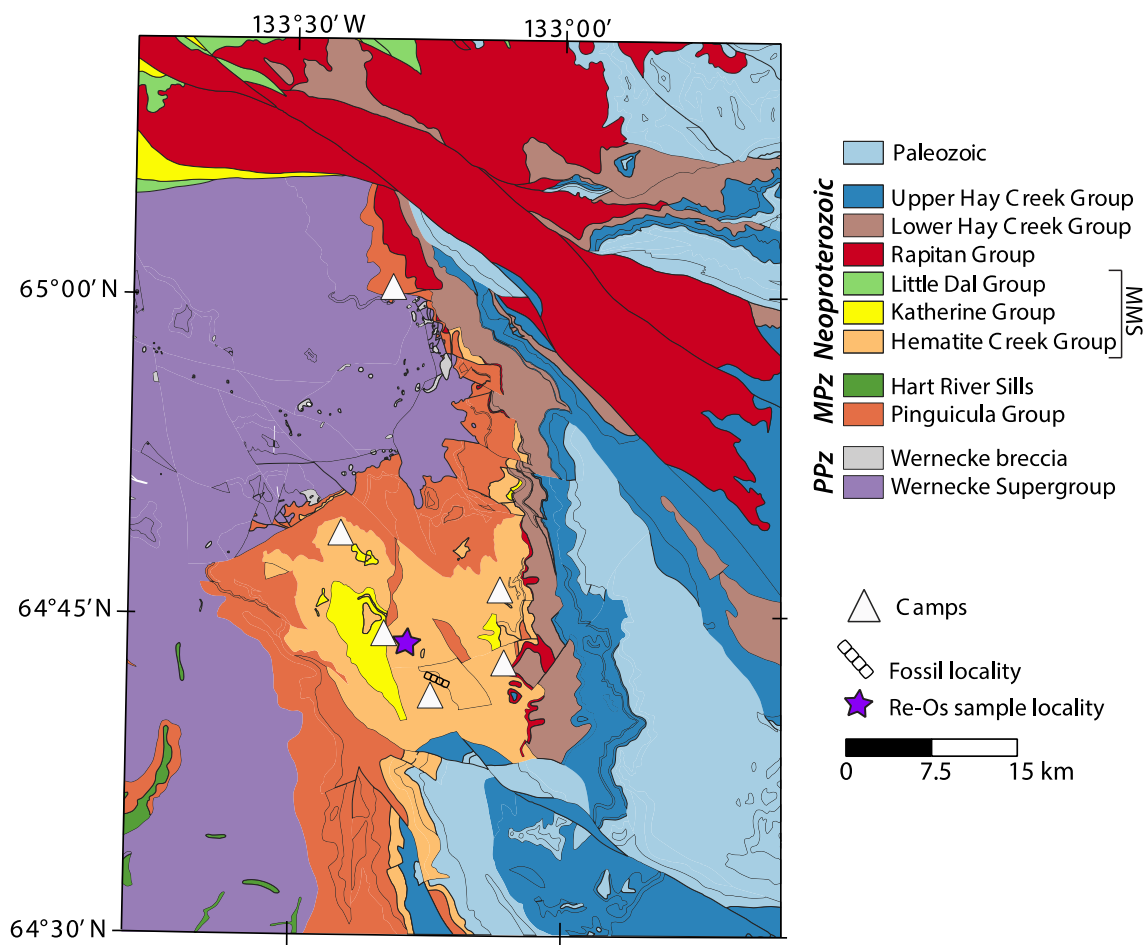 133°30′ W
133°00′
65°00′ N
64°45′ N
64°30′ N
Paleozoic
Neoproterozoic
Upper Hay Creek Group
Lower Hay Creek Group
Rapitan Group
Little Dal Group
Katherine Group
Hematite Creek Group
MMS
MPz
Hart River Sills
Pinguicula Group
PPz
Wernecke breccia
Wernecke Supergroup
Camps
Fossil locality
Re-Os sample locality
0 7.5 15 km